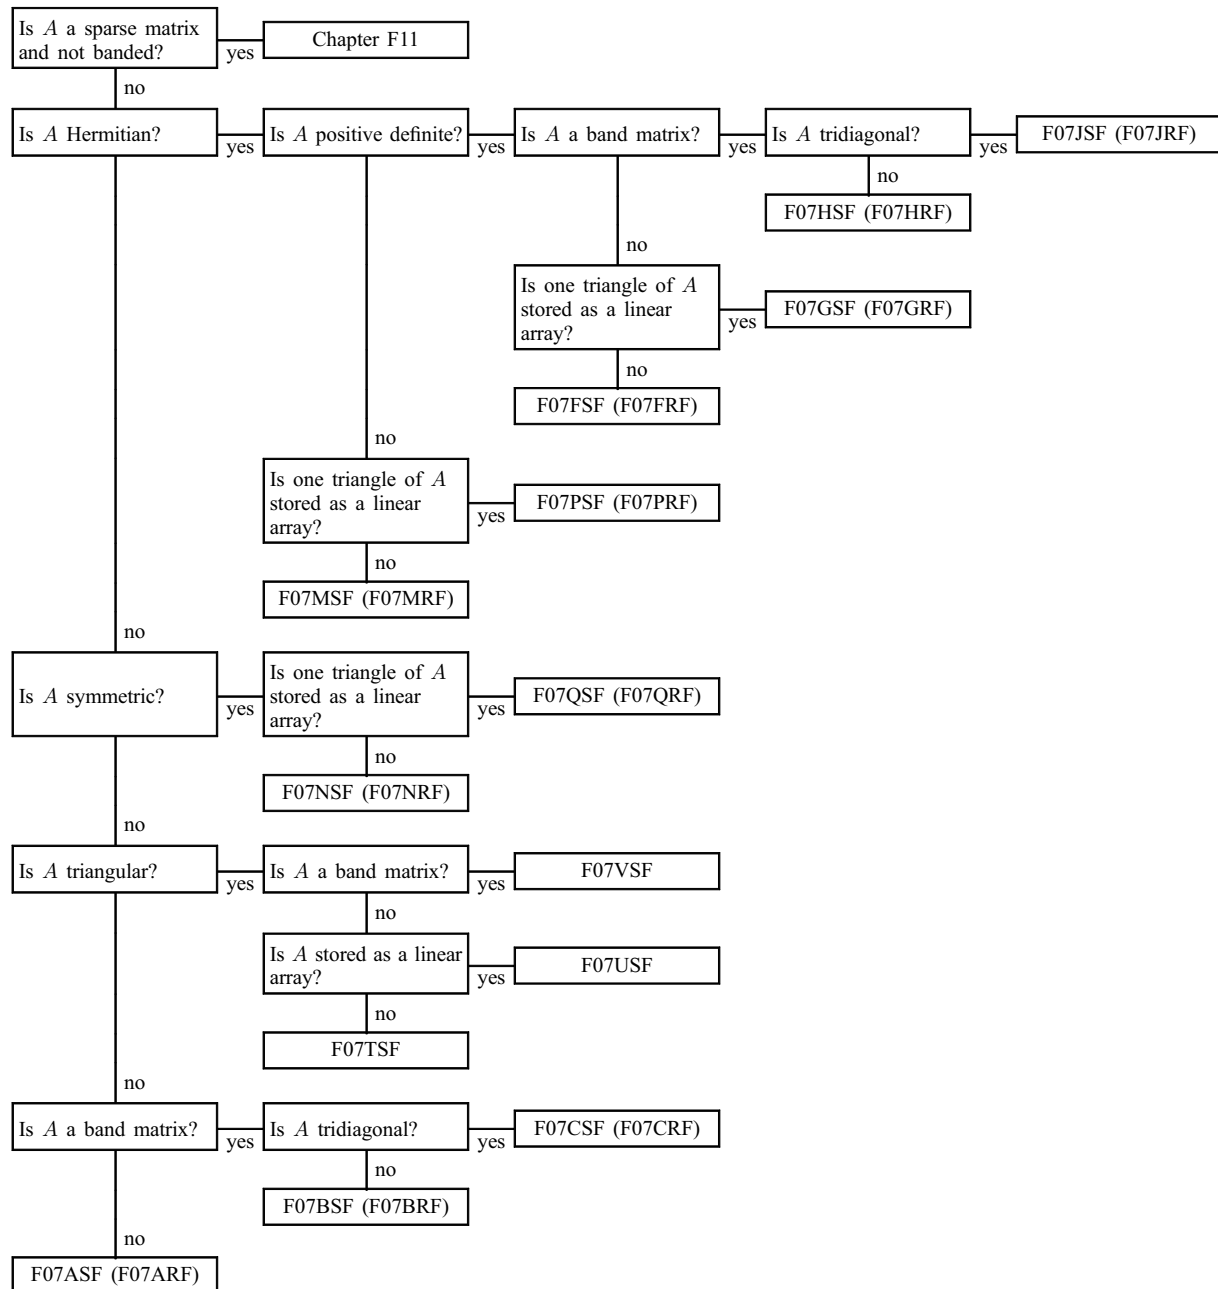 Is A a sparse matrix
and not banded?
yes
Chapter F11
no
Is A Hermitian?
yes
Is A positive definite?
yes
Is A a band matrix?
yes
Is A tridiagonal?
yes
F07JSF (F07JRF)
no
F07HSF (F07HRF)
no
Is one triangle of A
stored as a linear
array?
yes
F07GSF (F07GRF)
no
F07FSF (F07FRF)
no
Is one triangle of A
stored as a linear
array?
yes
F07PSF (F07PRF)
no
F07MSF (F07MRF)
no
Is A symmetric?
yes
Is one triangle of A
stored as a linear
array?
yes
F07QSF (F07QRF)
no
F07NSF (F07NRF)
no
Is A triangular?
yes
Is A a band matrix?
yes
F07VSF
no
Is A stored as a linear
array?
yes
F07USF
no
F07TSF
no
Is A a band matrix?
yes
Is A tridiagonal?
yes
F07CSF (F07CRF)
no
F07BSF (F07BRF)
no
F07ASF (F07ARF)